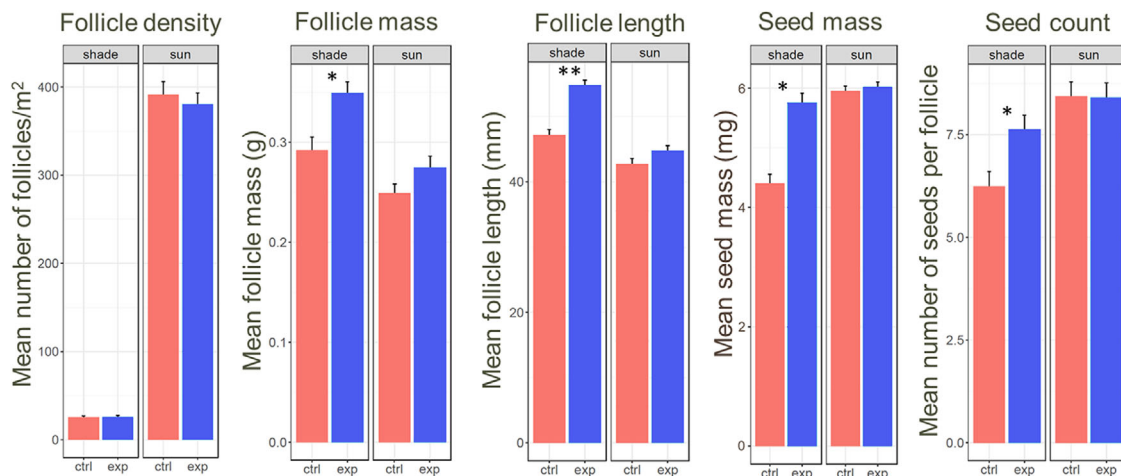 Follicle density
Follicle mass
Follicle length
Seed mass
Seed count
Mean number of follicles/m²
shade
sun
400
300
200
100
0
ctrl
exp
ctrl
exp
Mean follicle mass (g)
shade
sun
*
0.3
0.2
0.1
0.0
ctrl
exp
ctrl
exp
Mean follicle length (mm)
shade
sun
**
40
20
0
ctrl
exp
ctrl
exp
Mean seed mass (mg)
shade
sun
*
6
4
2
0
ctrl
exp
ctrl
exp
Mean number of seeds per follicle
shade
sun
*
7.5
5.0
2.5
0.0
ctrl
exp
ctrl
exp